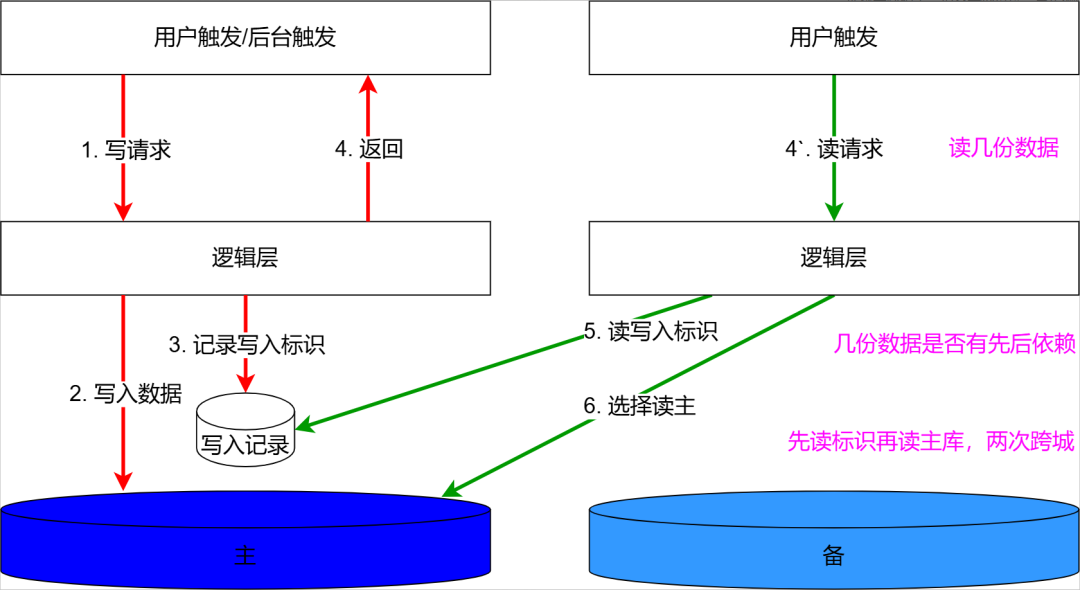 用户触发/后台触发
用户触发
1. 写请求
4. 返回
4`. 读请求
读几份数据
逻辑层
逻辑层
3. 记录写入标识
5. 读写入标识
几份数据是否有先后依赖
2. 写入数据
6. 选择读主
写入记录
先读标识再读主库，两次跨城
主
备